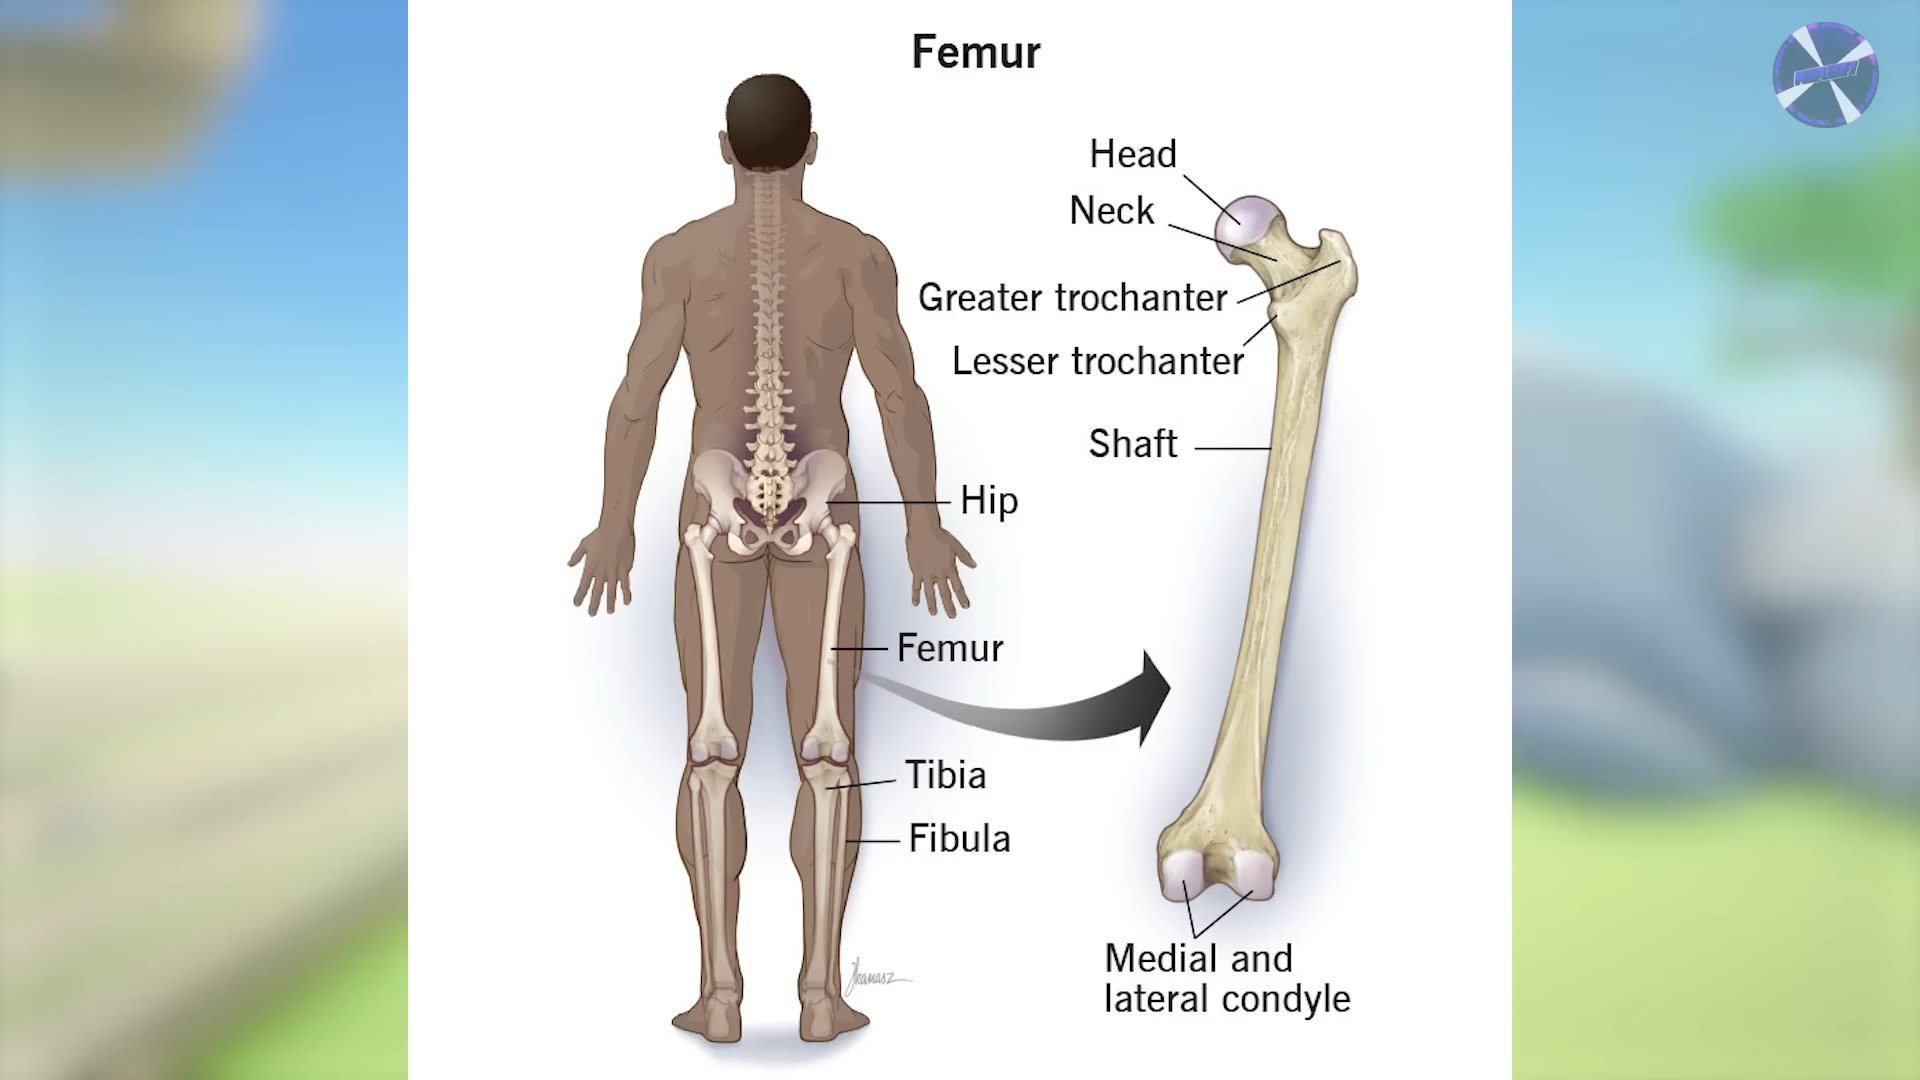 Femur
Head
Neck
Greater trochanter
Lesser trochanter
Shaft
Hip
Femur
Tibia
Fibula
Medial and
lateral condyle